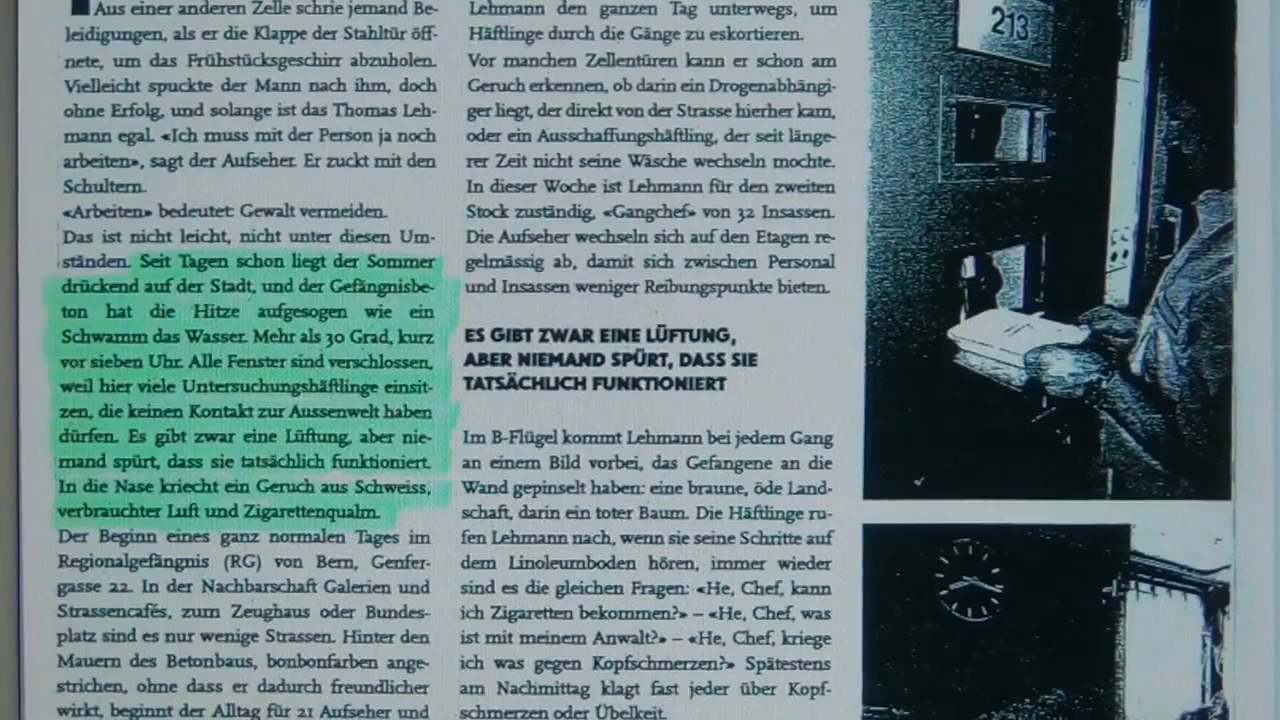 Aus einer anderen Zelle schrie jemand Be-
leidigungen, als er die Klappe der Stahltür öff-
nete, um das Frühstücksgeschirr abzuholen.
Vielleicht spuckte der Mann nach ihm, doch
ohne Erfolg, und solange ist das Thomas Leh-
mann egal. «Ich muss mit der Person ja noch
arbeiten», sagt der Aufseher. Er zuckt mit den
Schultern.
«Arbeiten» bedeutet: Gewalt vermeiden.
Das ist nicht leicht, nicht unter diesen Um-
ständen. Seit Tagen schon liegt der Sommer
drückend auf der Stadt, und der Gefängnisbe-
ton hat die Hitze aufgesogen wie ein
Schwamm das Wasser. Mehr als 30 Grad, kurz
vor sieben Uhr. Alle Fenster sind verschlossen,
weil hier viele Untersuchungshäftlinge einsit-
zen, die keinen Kontakt zur Aussenwelt haben
dürfen. Es gibt zwar eine Lüftung, aber nie-
mand spürt, dass sie tatsächlich funktioniert.
In die Nase kriecht ein Geruch aus Schweiss,
verbrauchter Luft und Zigarettenqualm.
Der Beginn eines ganz normalen Tages im
Regionalgefängnis (RG) von Bern, Genfer-
gasse 22. In der Nachbarschaft Galerien und
Strassencafés, zum Zeughaus oder Bundes-
platz sind es nur wenige Strassen. Hinter den
Mauern des Betonbaus, bonbonfarben ange-
strichen, ohne dass er dadurch freundlicher
wirkt, beginnt der Alltag für 21 Aufseher und
Lehmann den ganzen Tag unterwegs, um
Häftlinge durch die Gänge zu eskortieren.
Vor manchen Zellentüren kann er schon am
Geruch erkennen, ob darin ein Drogenabhängi-
ger liegt, der direkt von der Strasse hierher kam,
oder ein Ausschaffungshäftling, der seit länge-
rer Zeit nicht seine Wäsche wechseln mochte.
In dieser Woche ist Lehmann für den zweiten
Stock zuständig, «Gangchef» von 32 Insassen.
Die Aufseher wechseln sich auf den Etagen re-
gelmässig ab, damit sich zwischen Personal
und Insassen weniger Reibungspunkte bieten.
ES GIBT ZWAR EINE LÜFTUNG,
ABER NIEMAND SPÜRT, DASS SIE
TATSÄCHLICH FUNKTIONIERT
Im B-Flügel kommt Lehmann bei jedem Gang
an einem Bild vorbei, das Gefangene an die
Wand gepinselt haben: eine braune, öde Land-
schaft, darin ein toter Baum. Die Häftlinge ru-
fen Lehmann nach, wenn sie seine Schritte auf
dem Linoleumboden hören, immer wieder
sind es die gleichen Fragen: «He, Chef, kann
ich Zigaretten bekommen?» – «He, Chef, was
ist mit meinem Anwalt?» – «He, Chef, kriege
ich was gegen Kopfschmerzen?» Spätestens
am Nachmittag klagt fast jeder über Kopf-
schmerzen oder Übelkeit.
213